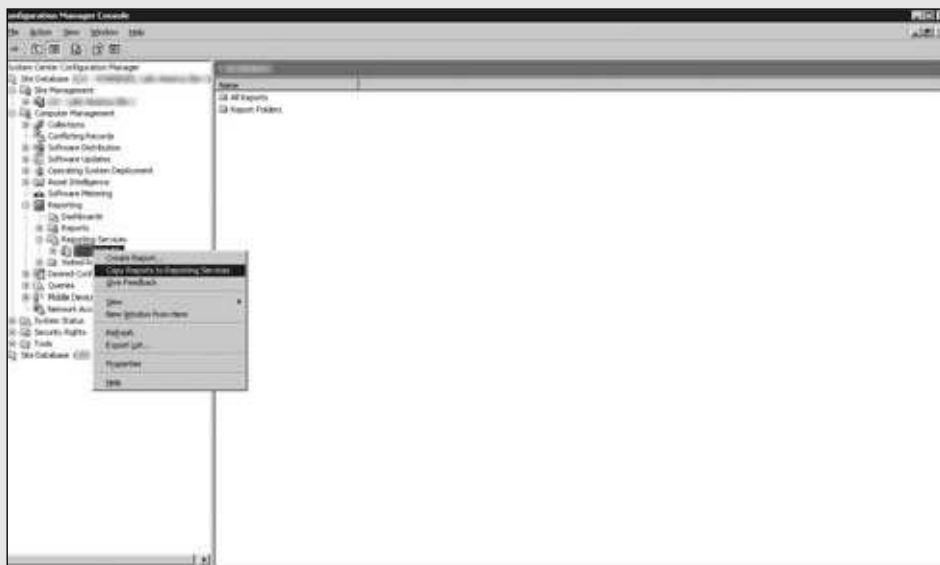 Configuration Manager Console
File Action View Window Help
System Center Configuration Manager
Site Database
Site Management
Computer Management
Collections
Conflicting Records
Software Distribution
Software Updates
Operating System Deployment
Asset Intelligence
Software Metering
Reporting
Dashboards
Reports
Reporting Services
Desired Conf
Queries
Mobile Devic
Network Acc
System Status
Security Rights
Tools
Site Database
Name
All Reports
Report Folders
Create Report...
Copy Reports to Reporting Services
Give Feedback
View
New Window from Here
Refresh
Export List...
Properties
Help